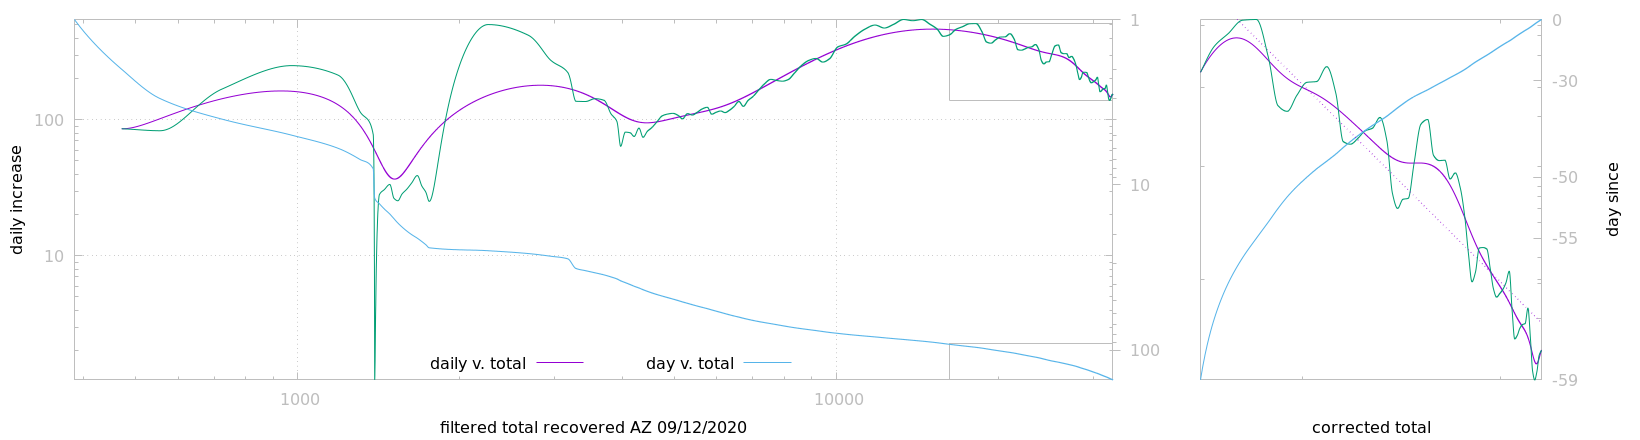 daily increase
100
10
1000
10000
1
10
100
daily v. total
day v. total
filtered total recovered AZ 09/12/2020
0
-30
-50
-55
-59
day since
corrected total